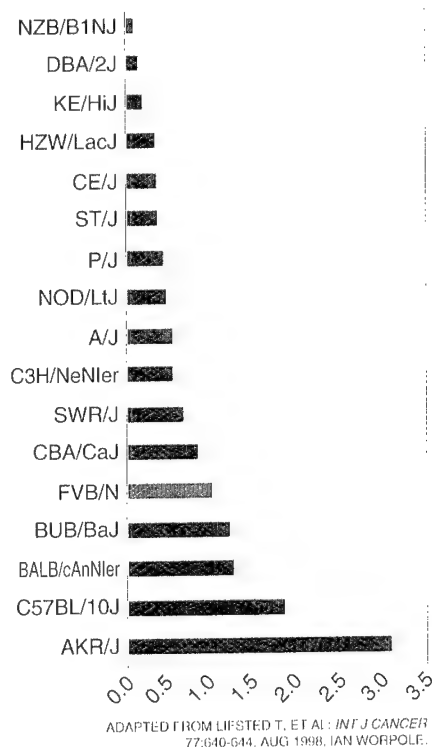 NZB/B1NJ
DBA/2J
KE/HiJ
HZW/LacJ
CE/J
ST/J
P/J
NOD/LtJ
A/J
C3H/NeNIer
SWR/J
CBA/CaJ
FVB/N
BUB/BaJ
BALB/cAnNIer
C57BL/10J
AKR/J
0.0 0.5 1.0 1.5 2.0 2.5 3.0 3.5
ADAPTED FROM LIFSTED T, ET AL: INT J CANCER
77:640-644, AUG 1998, IAN WORPOLE.